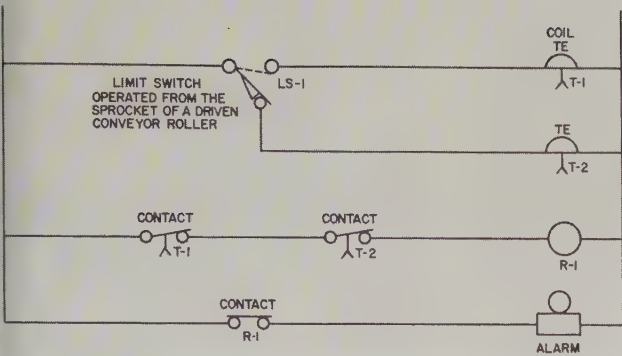 COIL
TE
LS-1
T-1
LIMIT SWITCH
OPERATED FROM THE
SPROCKET OF A DRIVEN
CONVEYOR ROLLER
TE
T-2
CONTACT
T-1
CONTACT
T-2
R-1
CONTACT
R-1
ALARM